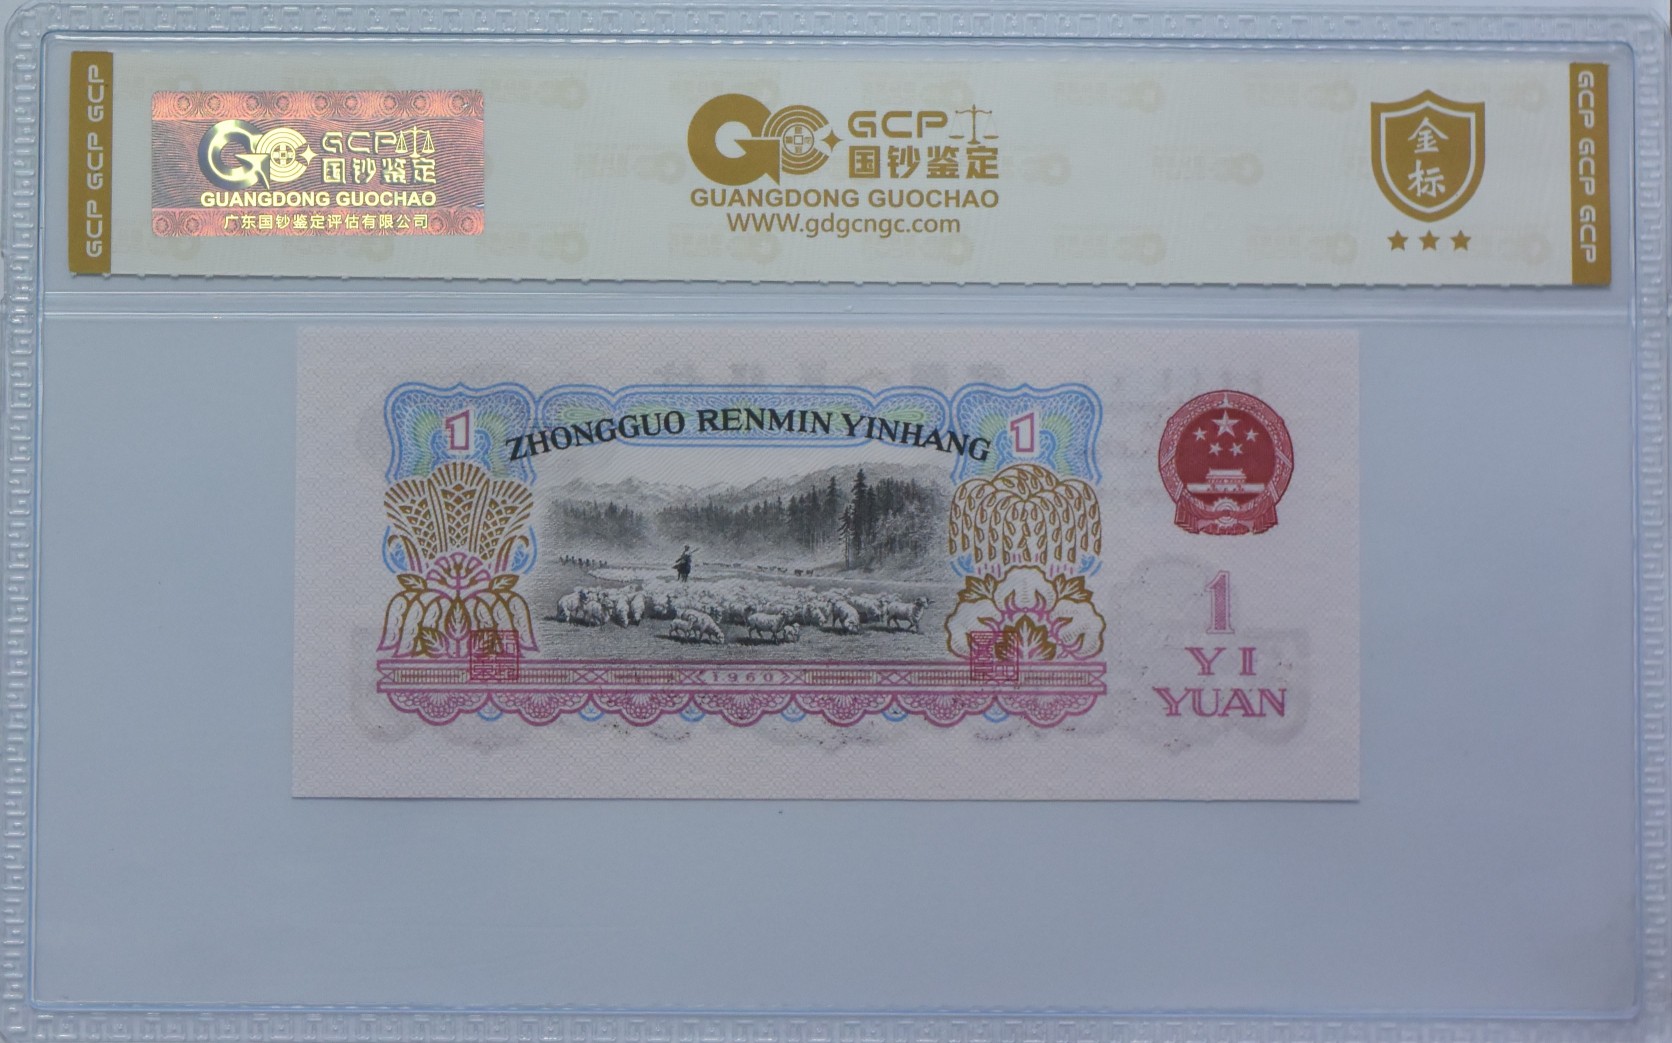 GCP GCP GCP
GCP
国钞鉴定
GUANGDONG GUOCHAO
广东国钞鉴定评估有限公司
GCP
国钞鉴定
GUANGDONG GUOCHAO
WWW.gdgcngc.com
金
标
GCP GCP GCP
1
ZHONGGUO RENMIN YINHANG
1
1
YI
YUAN
1960